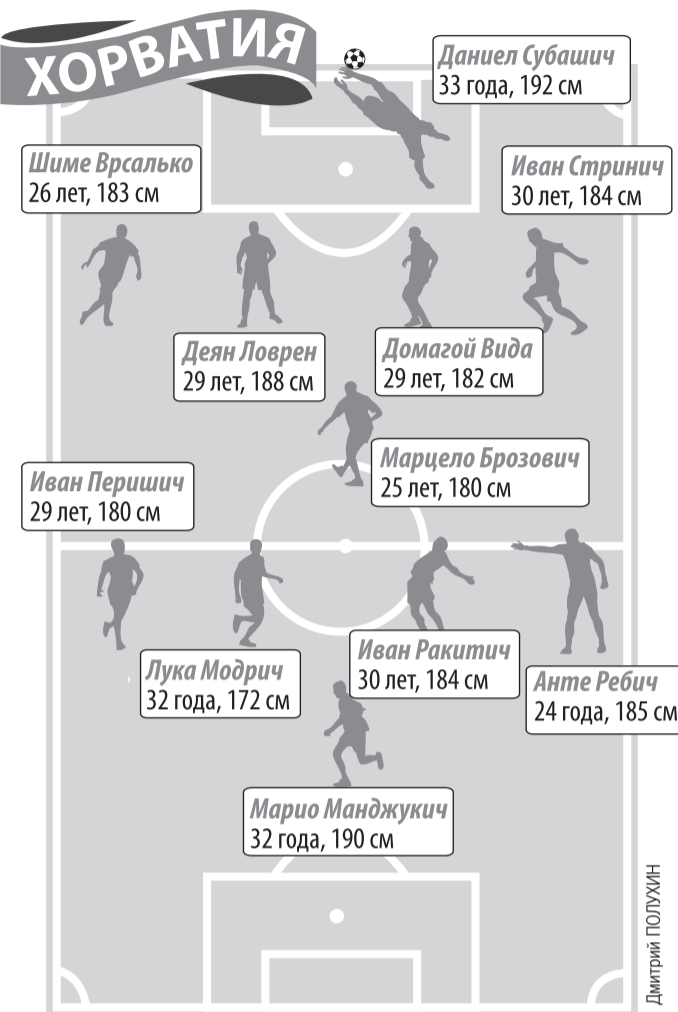 ХОРВАТИЯ
Даниел Субашич
33 года, 192 см
Шиме Врсалько
26 лет, 183 см
Иван Стринич
30 лет, 184 см
Деян Ловрен
29 лет, 188 см
Домагой Вида
29 лет, 182 см
Марцело Брозович
25 лет, 180 см
Иван Перишич
29 лет, 180 см
Лука Модрич
32 года, 172 см
Иван Ракитич
30 лет, 184 см
Анте Ребич
24 года, 185 см
Марио Манджукич
32 года, 190 см
Дмитрий ПОЛУХИН